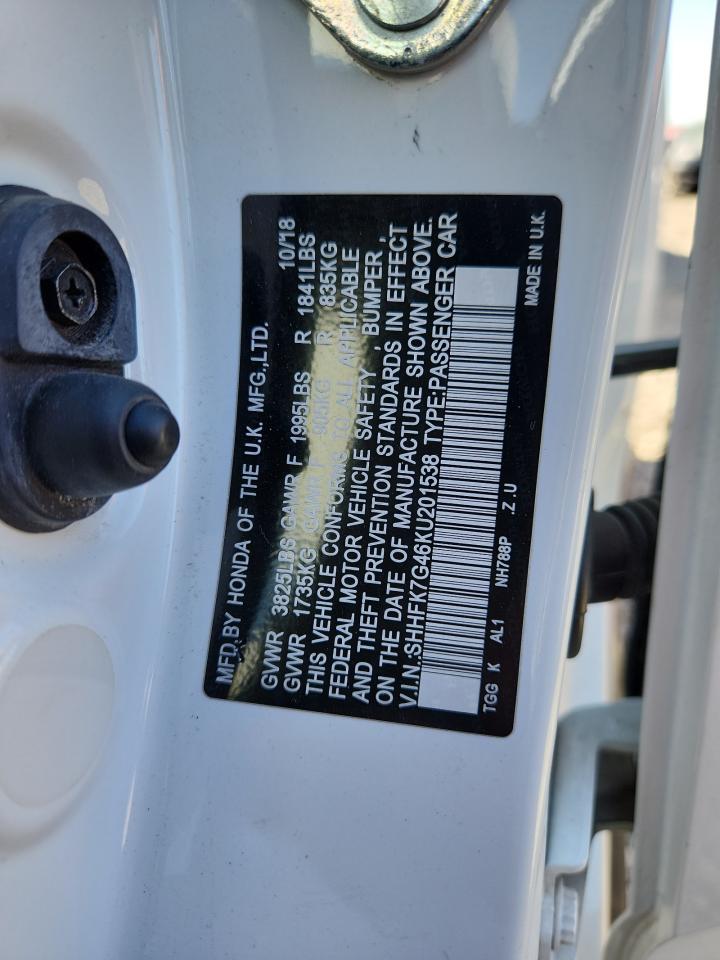 MFD.BY HONDA OF THE U.K. MFG.,LTD. 10/18
GVWR 3825LBS GAWR F 1995LBS R 1841LBS
GVWR 1735KG GAWR F 905KG R 835KG
THIS VEHICLE CONFORMS TO ALL APPLICABLE
FEDERAL MOTOR VEHICLE SAFETY , BUMPER ,
AND THEFT PREVENTION STANDARDS IN EFFECT
ON THE DATE OF MANUFACTURE SHOWN ABOVE.
V.I.N.:SHHFK7G46KU201538 TYPE:PASSENGER CAR
TGG K AL1 NH788P Z.U MADE IN U.K.